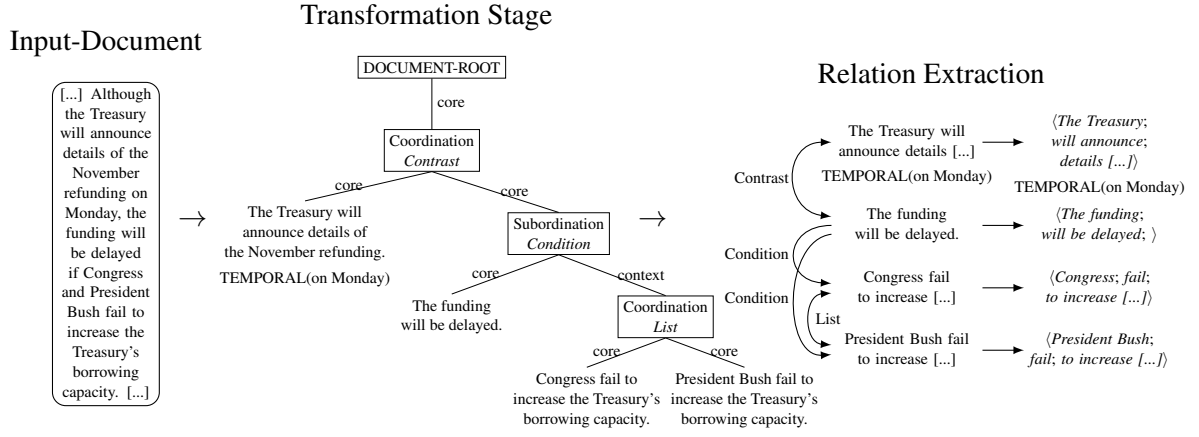 Input-Document
[...] Although
the Treasury
will announce
details of the
November
refunding on
Monday, the
funding will
be delayed
if Congress
and President
Bush fail to
increase the
Treasury's
borrowing
capacity. [...]
→
Transformation Stage
DOCUMENT-ROOT
core
Coordination
Contrast
core
core
The Treasury will
announce details of
the November refunding.
TEMPORAL(on Monday)
Subordination
Condition
core
context
The funding
will be delayed.
Coordination
List
core
core
Congress fail to
increase the Treasury's
borrowing capacity.
President Bush fail to
increase the Treasury's
borrowing capacity.
→
Relation Extraction
Contrast
Condition
Condition
List
The Treasury will
announce details [...]
TEMPORAL(on Monday)
⟨The Treasury;
will announce;
details [...]⟩
TEMPORAL(on Monday)
The funding
will be delayed.
⟨The funding;
will be delayed; ⟩
Congress fail
to increase [...]
⟨Congress; fail;
to increase [...]⟩
President Bush fail
to increase [...]
⟨President Bush;
fail; to increase [...]⟩